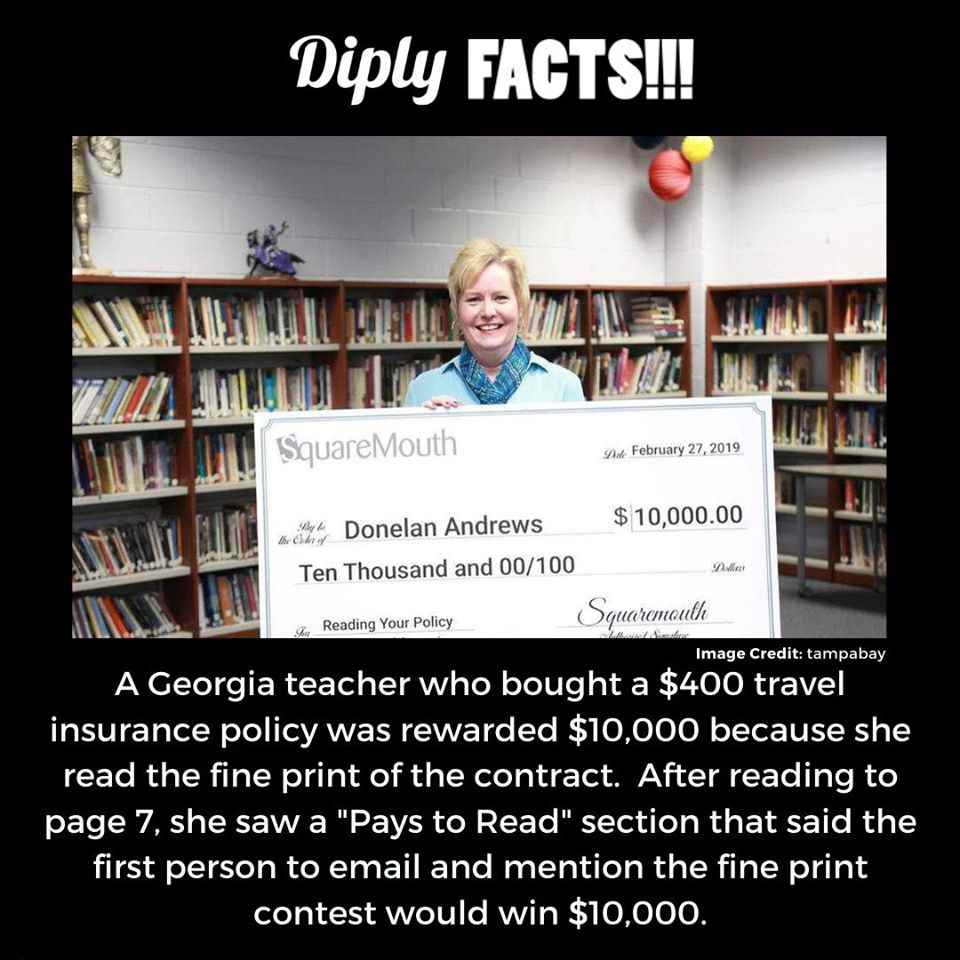 Diply FACTS!!!
SquareMouth
Date February 27, 2019
Pay to
the Order of Donelan Andrews $ 10,000.00
Ten Thousand and 00/100 Dollars
For Reading Your Policy Squaremouth
Authorized Signature
Image Credit: tampabay
A Georgia teacher who bought a $400 travel
insurance policy was rewarded $10,000 because she
read the fine print of the contract. After reading to
page 7, she saw a "Pays to Read" section that said the
first person to email and mention the fine print
contest would win $10,000.